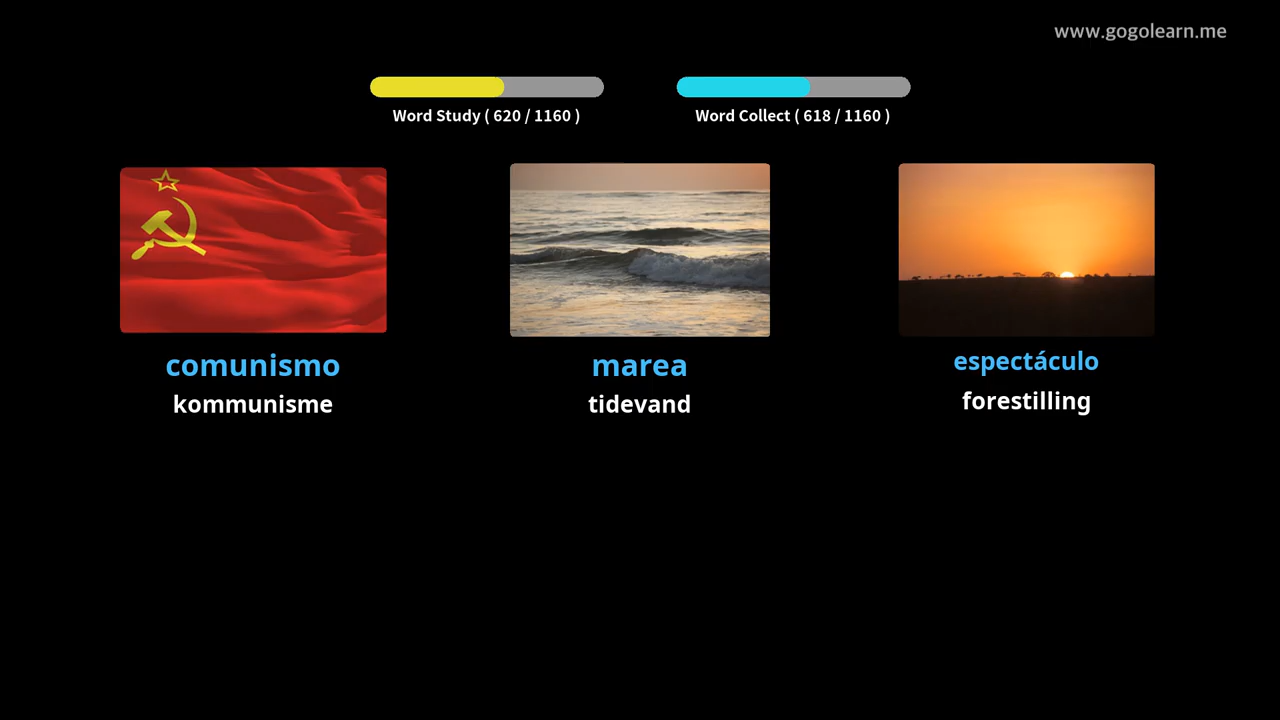 www.gogolearn.me
Word Study ( 620 / 1160 )
Word Collect ( 618 / 1160 )
comunismo
kommunisme
marea
tidevand
espectáculo
forestilling